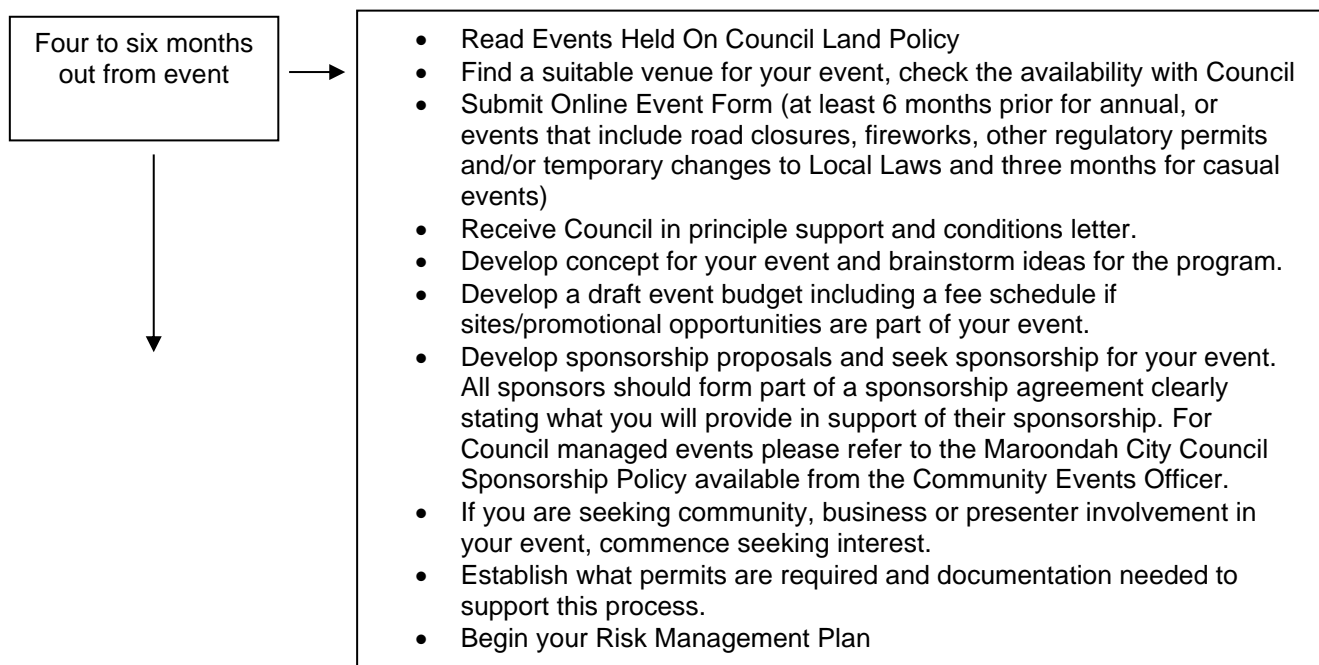 Four to six months
out from event
• Read Events Held On Council Land Policy
• Find a suitable venue for your event, check the availability with Council
• Submit Online Event Form (at least 6 months prior for annual, or
events that include road closures, fireworks, other regulatory permits
and/or temporary changes to Local Laws and three months for casual
events)
• Receive Council in principle support and conditions letter.
• Develop concept for your event and brainstorm ideas for the program.
• Develop a draft event budget including a fee schedule if
sites/promotional opportunities are part of your event.
• Develop sponsorship proposals and seek sponsorship for your event.
All sponsors should form part of a sponsorship agreement clearly
stating what you will provide in support of their sponsorship. For
Council managed events please refer to the Maroondah City Council
Sponsorship Policy available from the Community Events Officer.
• If you are seeking community, business or presenter involvement in
your event, commence seeking interest.
• Establish what permits are required and documentation needed to
support this process.
• Begin your Risk Management Plan